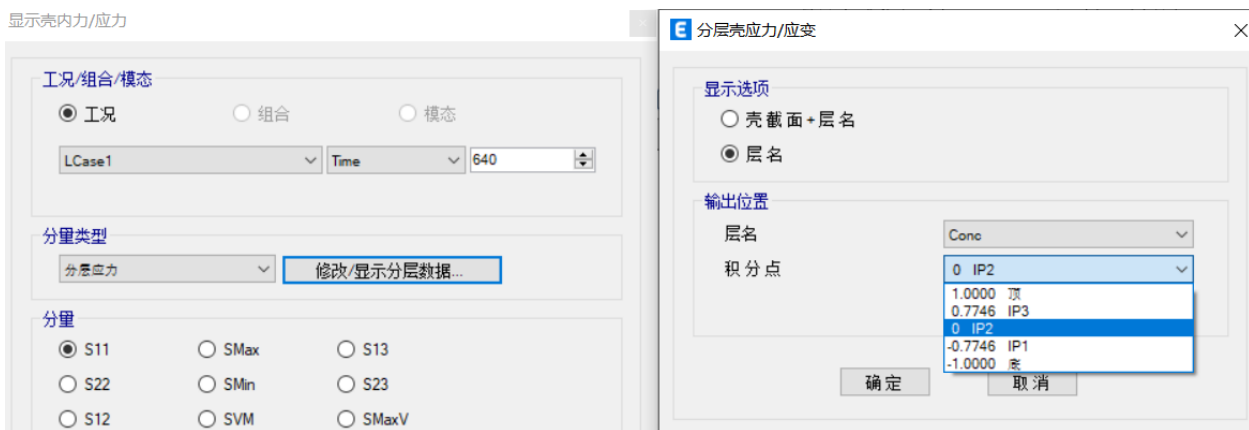 显示壳内力/应力
工况/组合/模态
工况
组合
模态
LCase1
Time
640
分量类型
分层应力
修改/显示分层数据...
分量
S11
SMax
S13
S22
SMin
S23
S12
SVM
SMaxV
E 分层壳应力/应变
显示选项
壳截面+层名
层名
输出位置
层名
Conc
积分点
0 IP2
1.0000 顶
0.7746 IP3
0 IP2
-0.7746 IP1
-1.0000 底
确定
取消